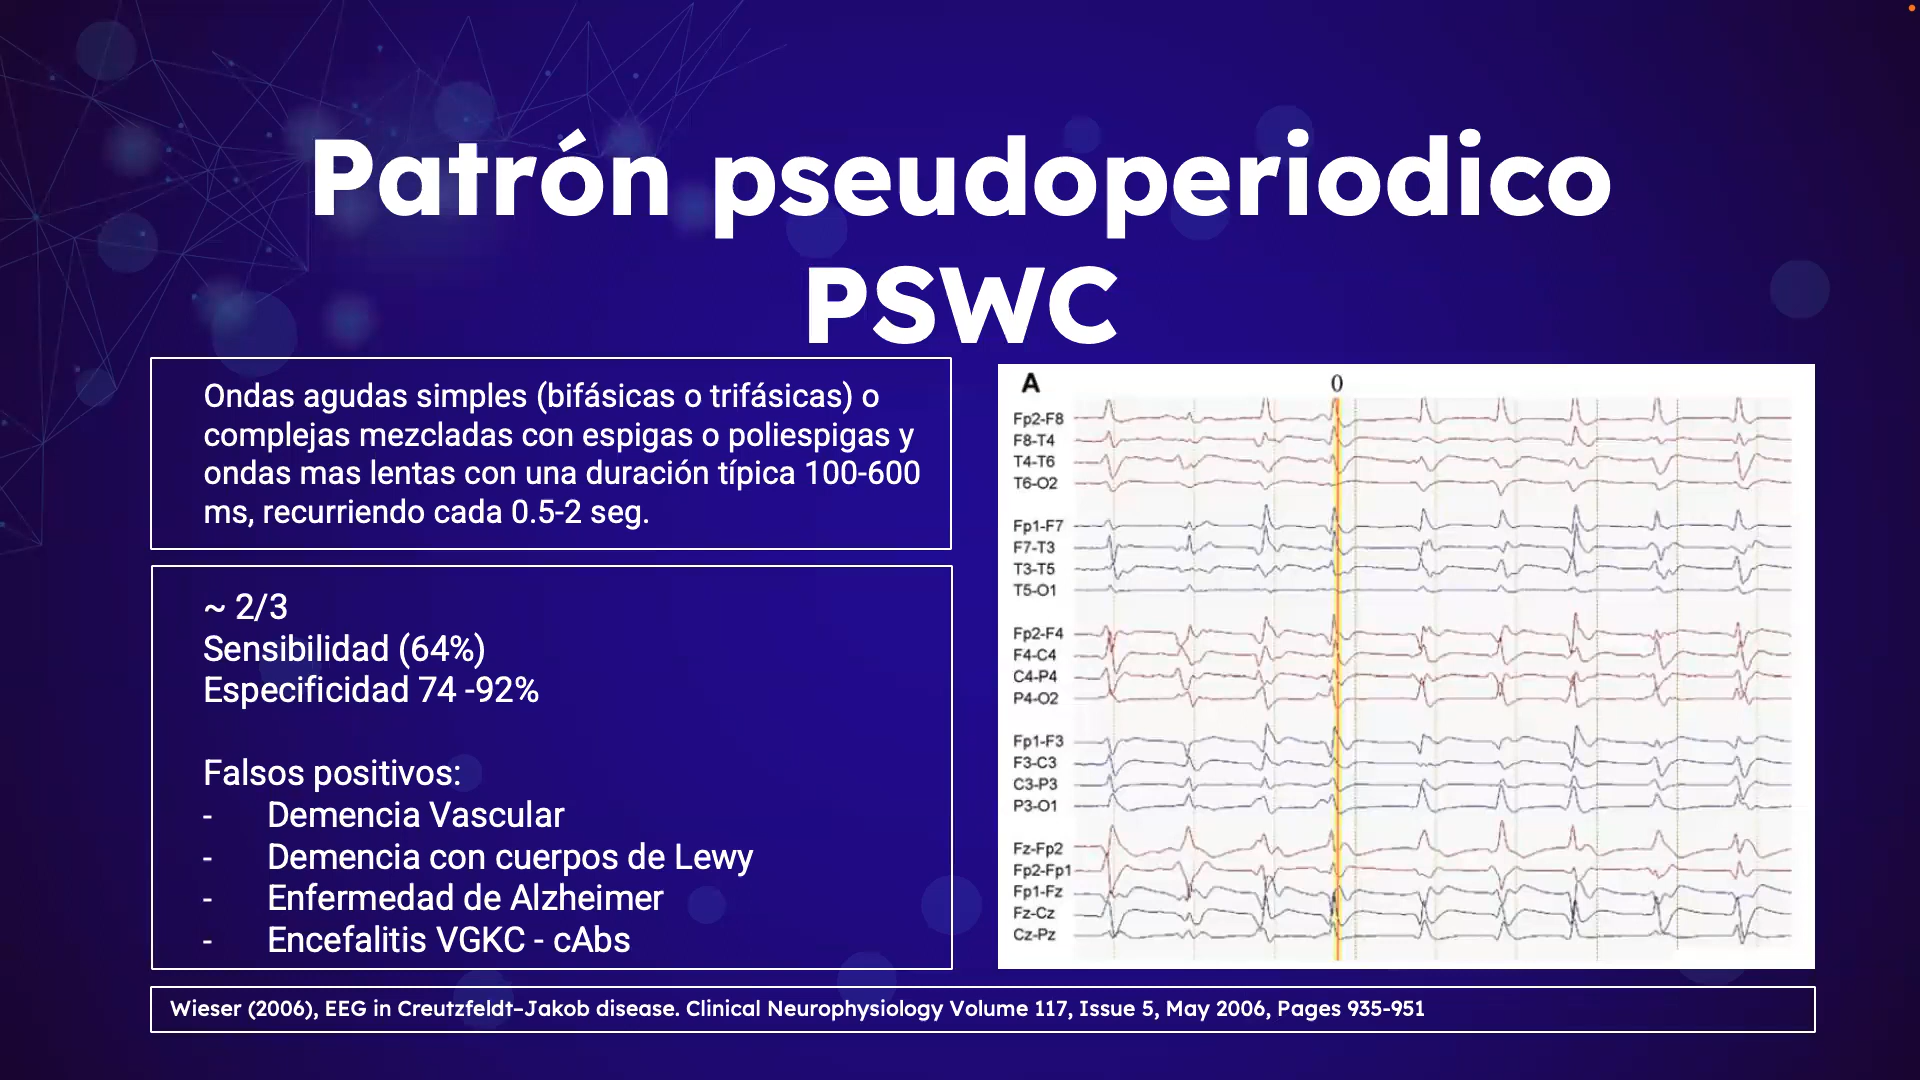 Patrón pseudoperiodico
PSWC
Ondas agudas simples (bifásicas o trifásicas) o
complejas mezcladas con espigas o poliespigas y
ondas mas lentas con una duración típica 100-600
ms, recurriendo cada 0.5-2 seg.
~ 2/3
Sensibilidad (64%)
Especificidad 74 -92%
Falsos positivos:
- Demencia Vascular
- Demencia con cuerpos de Lewy
- Enfermedad de Alzheimer
- Encefalitis VGKC - cAbs
A
0
Fp2-F8
F8-T4
T4-T6
T6-O2
Fp1-F7
F7-T3
T3-T5
T5-O1
Fp2-F4
F4-C4
C4-P4
P4-O2
Fp1-F3
F3-C3
C3-P3
P3-O1
Fz-Fp2
Fp2-Fp1
Fp1-Fz
Fz-Cz
Cz-Pz
Wieser (2006), EEG in Creutzfeldt–Jakob disease. Clinical Neurophysiology Volume 117, Issue 5, May 2006, Pages 935-951